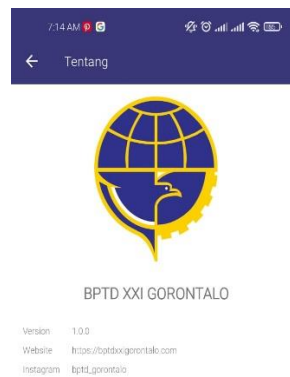 7:14 AM
Tentang
BPTD XXI GORONTALO
Version 1.0.0
Website https://bptdxxigorontalo.com
Instagram bptd_gorontalo